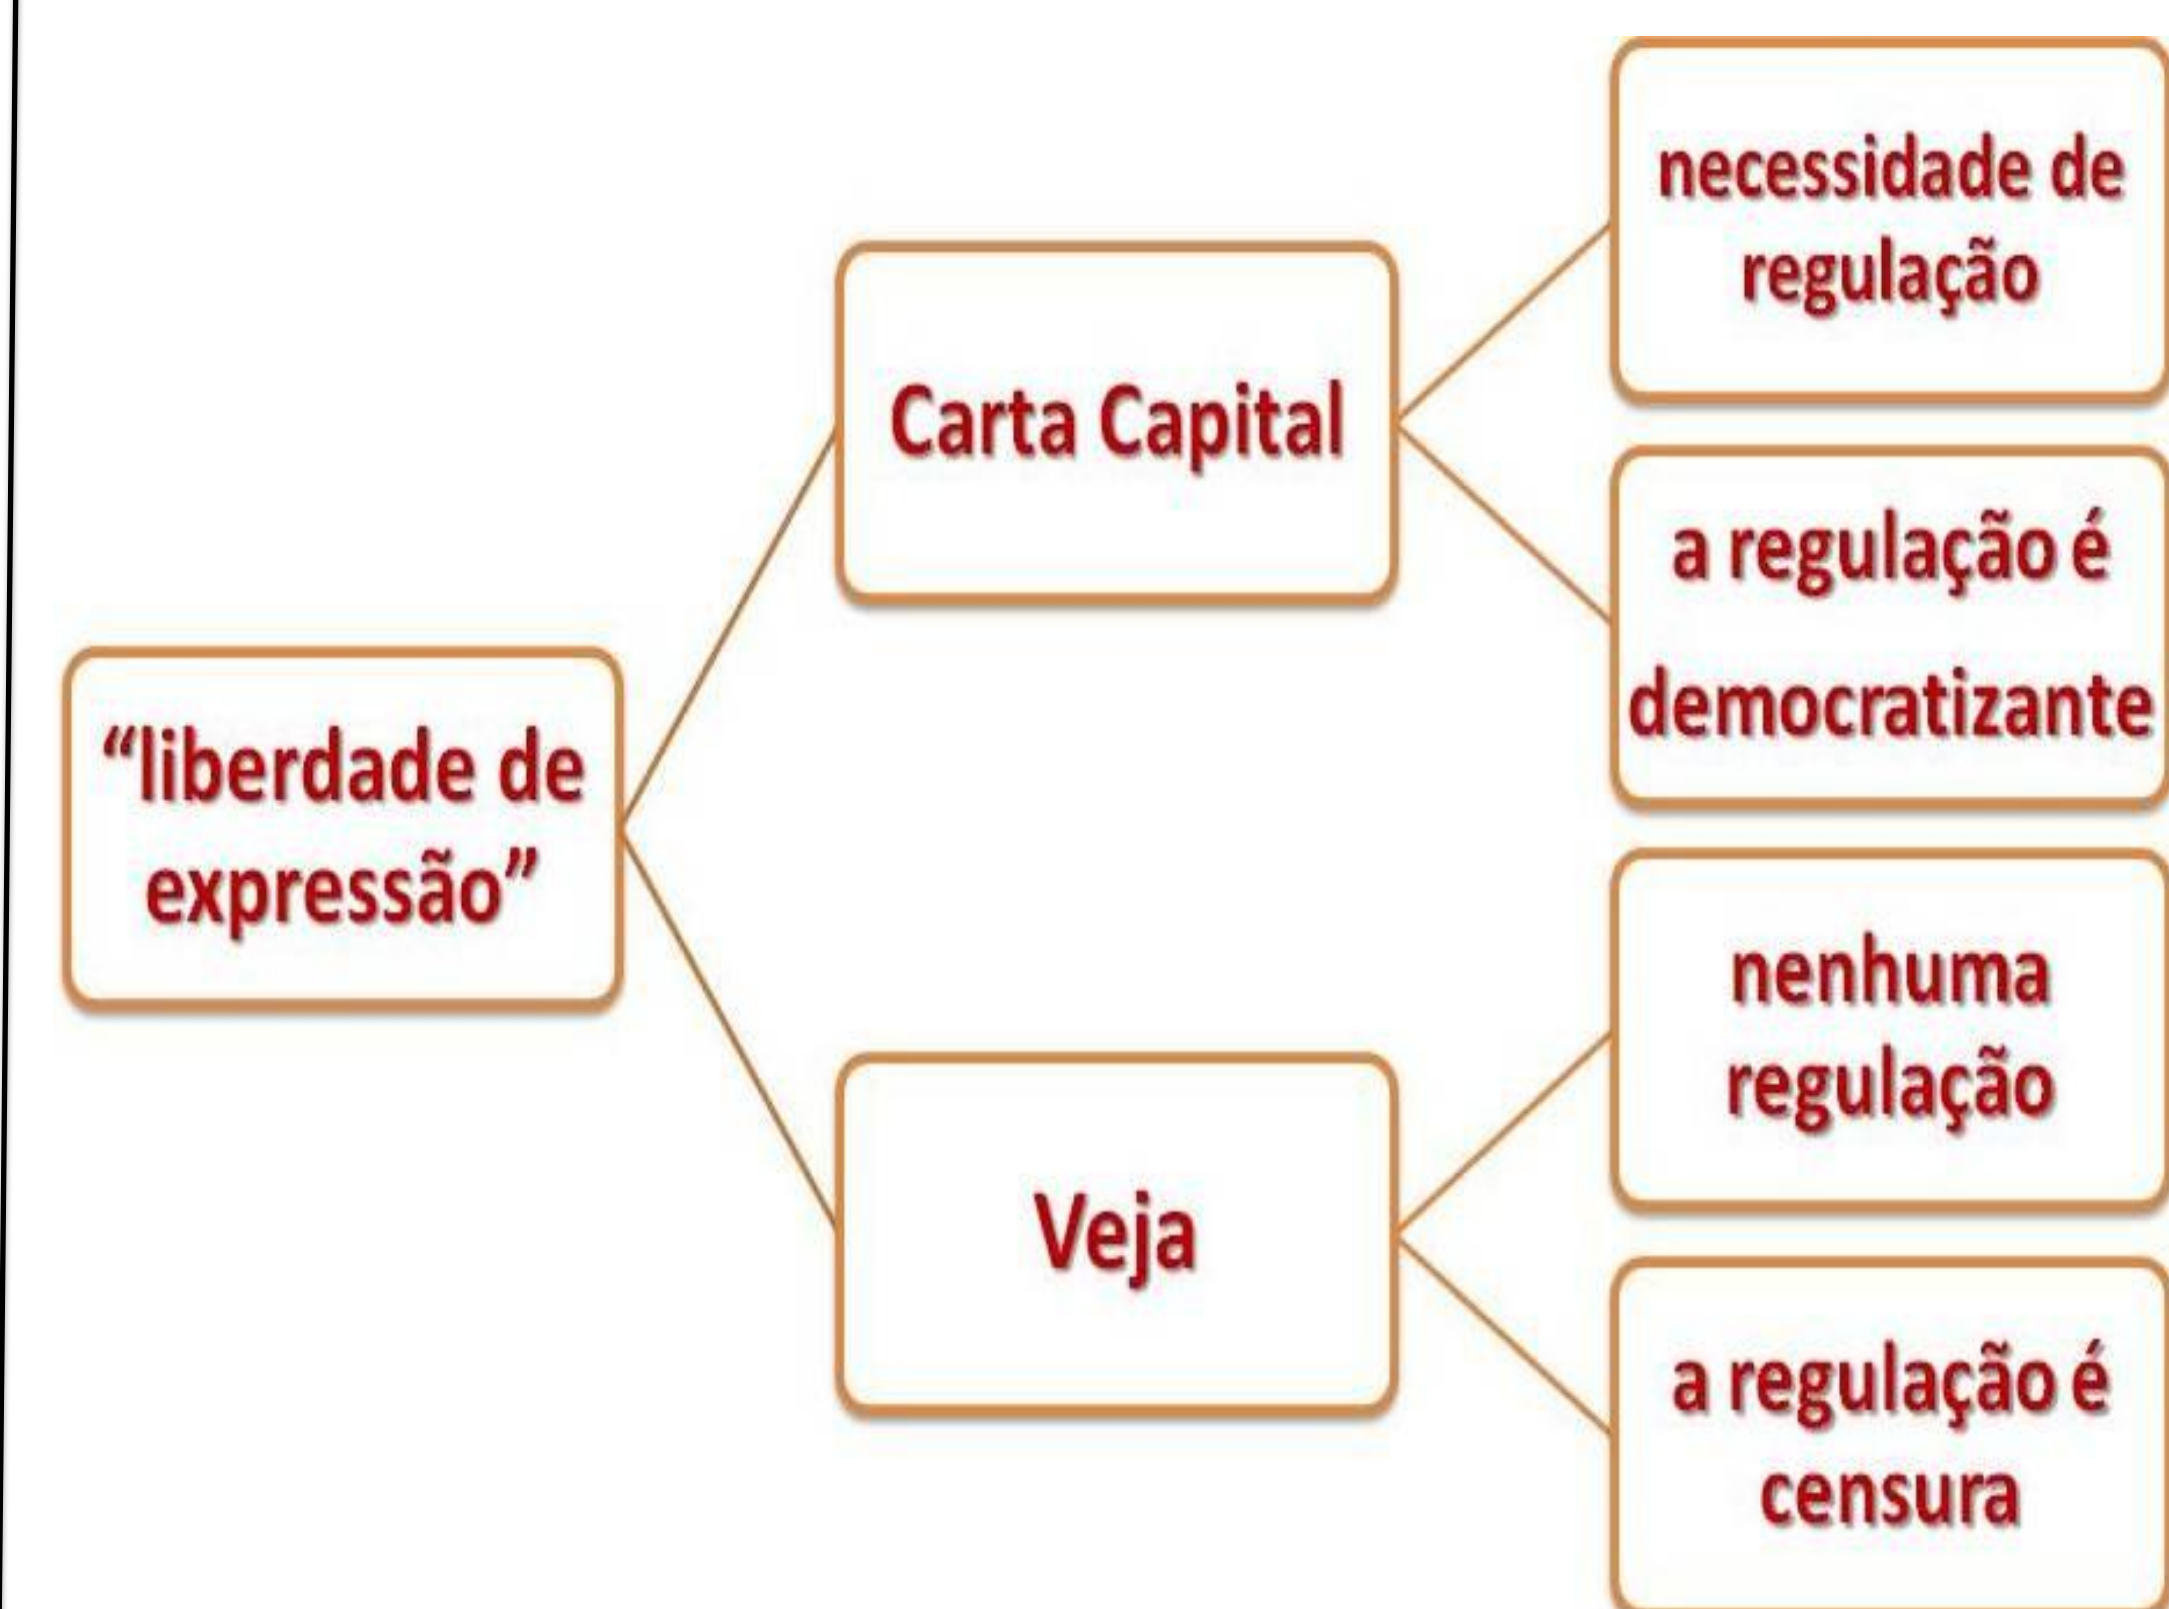 “liberdade de
expressão”
Carta Capital
necessidade de
regulação
a regulação é
democratizante
Veja
nenhuma
regulação
a regulação é
censura